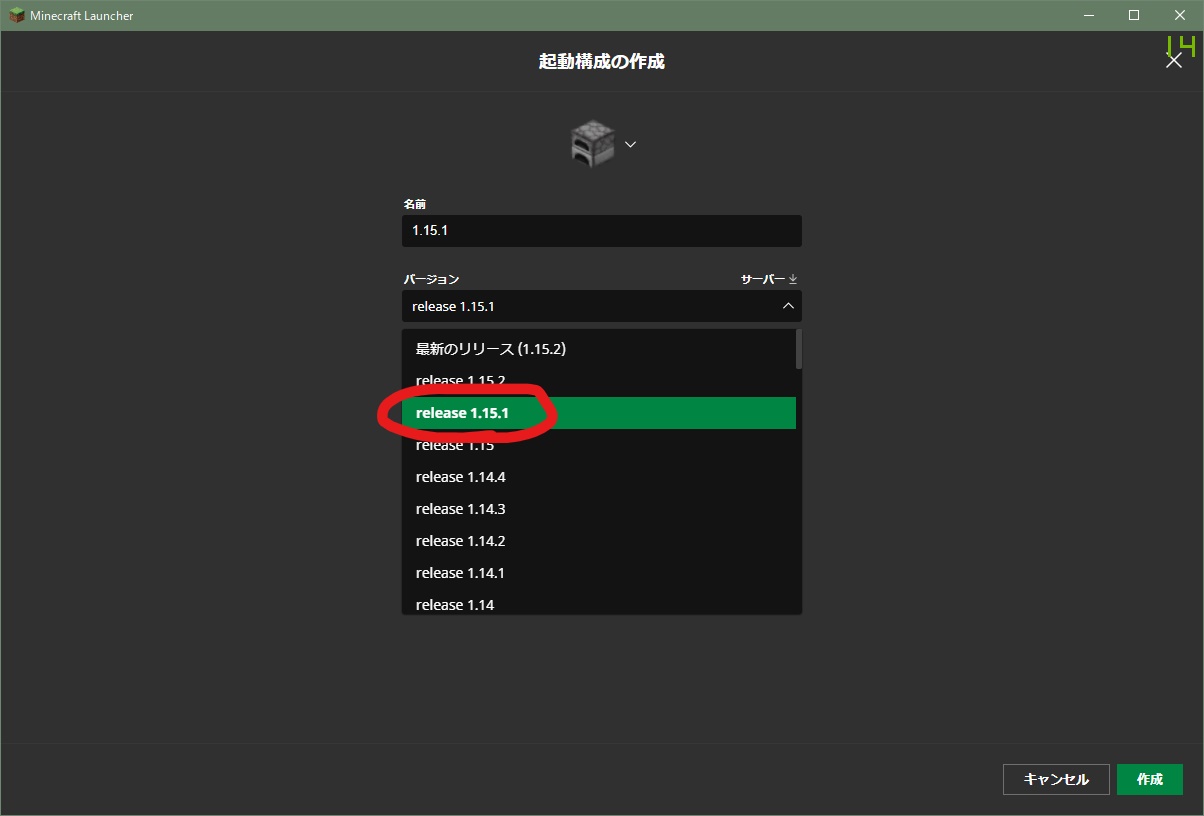 Minecraft Launcher
14
起動構成の作成
名前
1.15.1
バージョン サーバー
release 1.15.1
最新のリリース (1.15.2)
release 1.15.2
release 1.15.1
release 1.15
release 1.14.4
release 1.14.3
release 1.14.2
release 1.14.1
release 1.14
キャンセル 作成